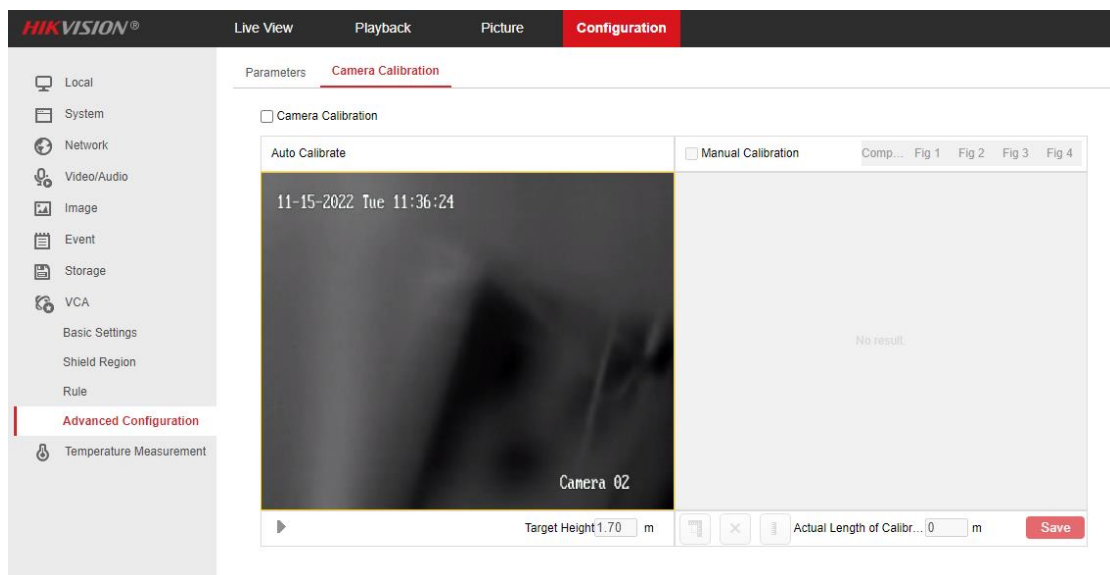 HIKVISION®
Live View
Playback
Picture
Configuration
Local
System
Network
Video/Audio
Image
Event
Storage
VCA
Basic Settings
Shield Region
Rule
Advanced Configuration
Temperature Measurement
Parameters
Camera Calibration
Camera Calibration
Auto Calibrate
11-15-2022 Tue 11:36:24
Camera 02
Target Height 1.70 m
Manual Calibration
Comp... Fig 1 Fig 2 Fig 3 Fig 4
No result.
Actual Length of Calibr... 0 m
Save